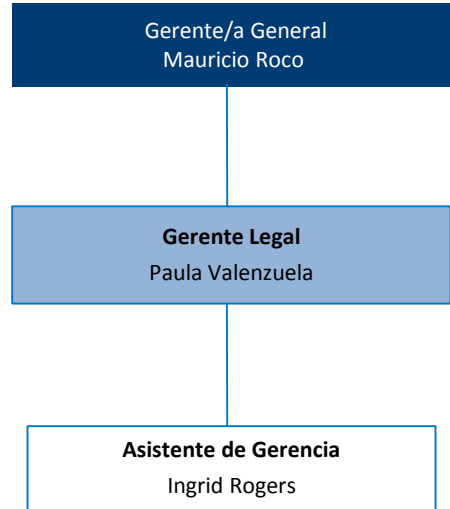 Gerente/a General
Mauricio Roco
Gerente Legal
Paula Valenzuela
Asistente de Gerencia
Ingrid Rogers